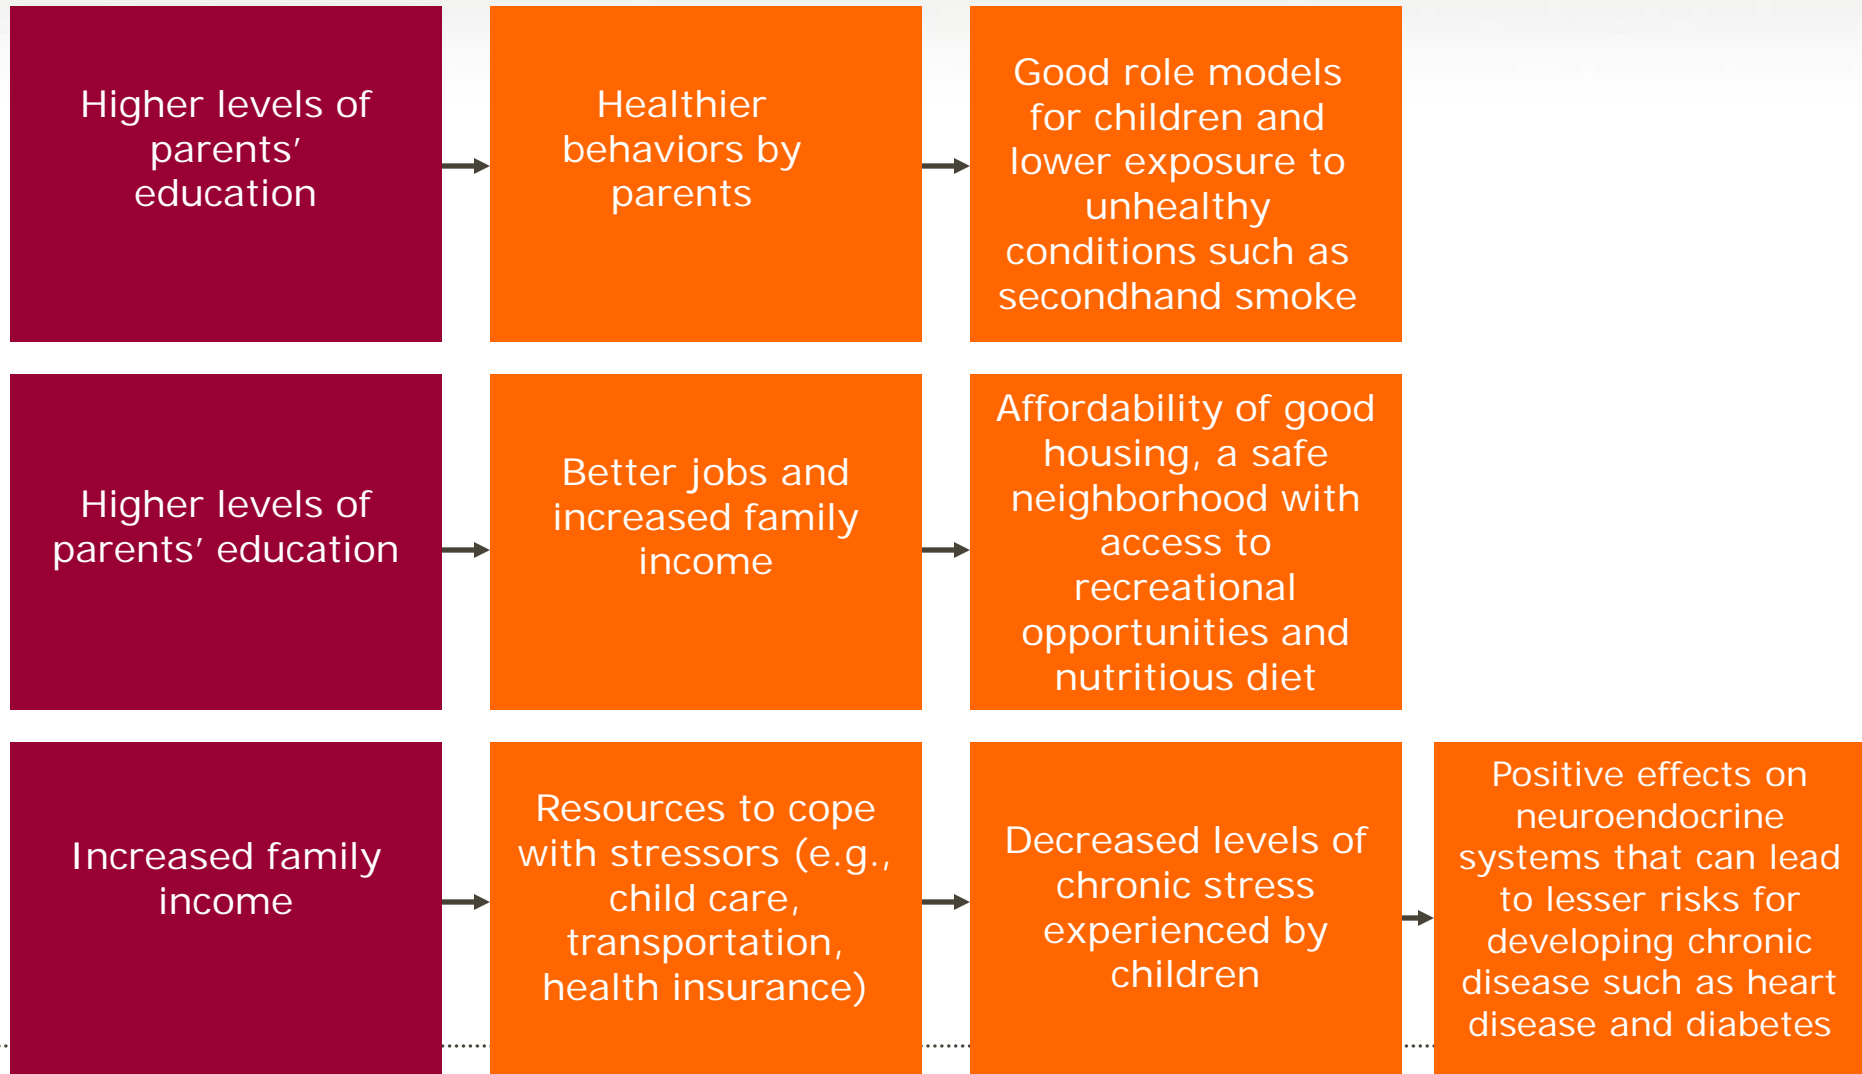 Higher levels of
parents’
education
Healthier
behaviors by
parents
Good role models
for children and
lower exposure to
unhealthy
conditions such as
secondhand smoke
Higher levels of
parents’ education
Better jobs and
increased family
income
Affordability of good
housing, a safe
neighborhood with
access to
recreational
opportunities and
nutritious diet
Increased family
income
Resources to cope
with stressors (e.g.,
child care,
transportation,
health insurance)
Decreased levels of
chronic stress
experienced by
children
Positive effects on
neuroendocrine
systems that can lead
to lesser risks for
developing chronic
disease such as heart
disease and diabetes